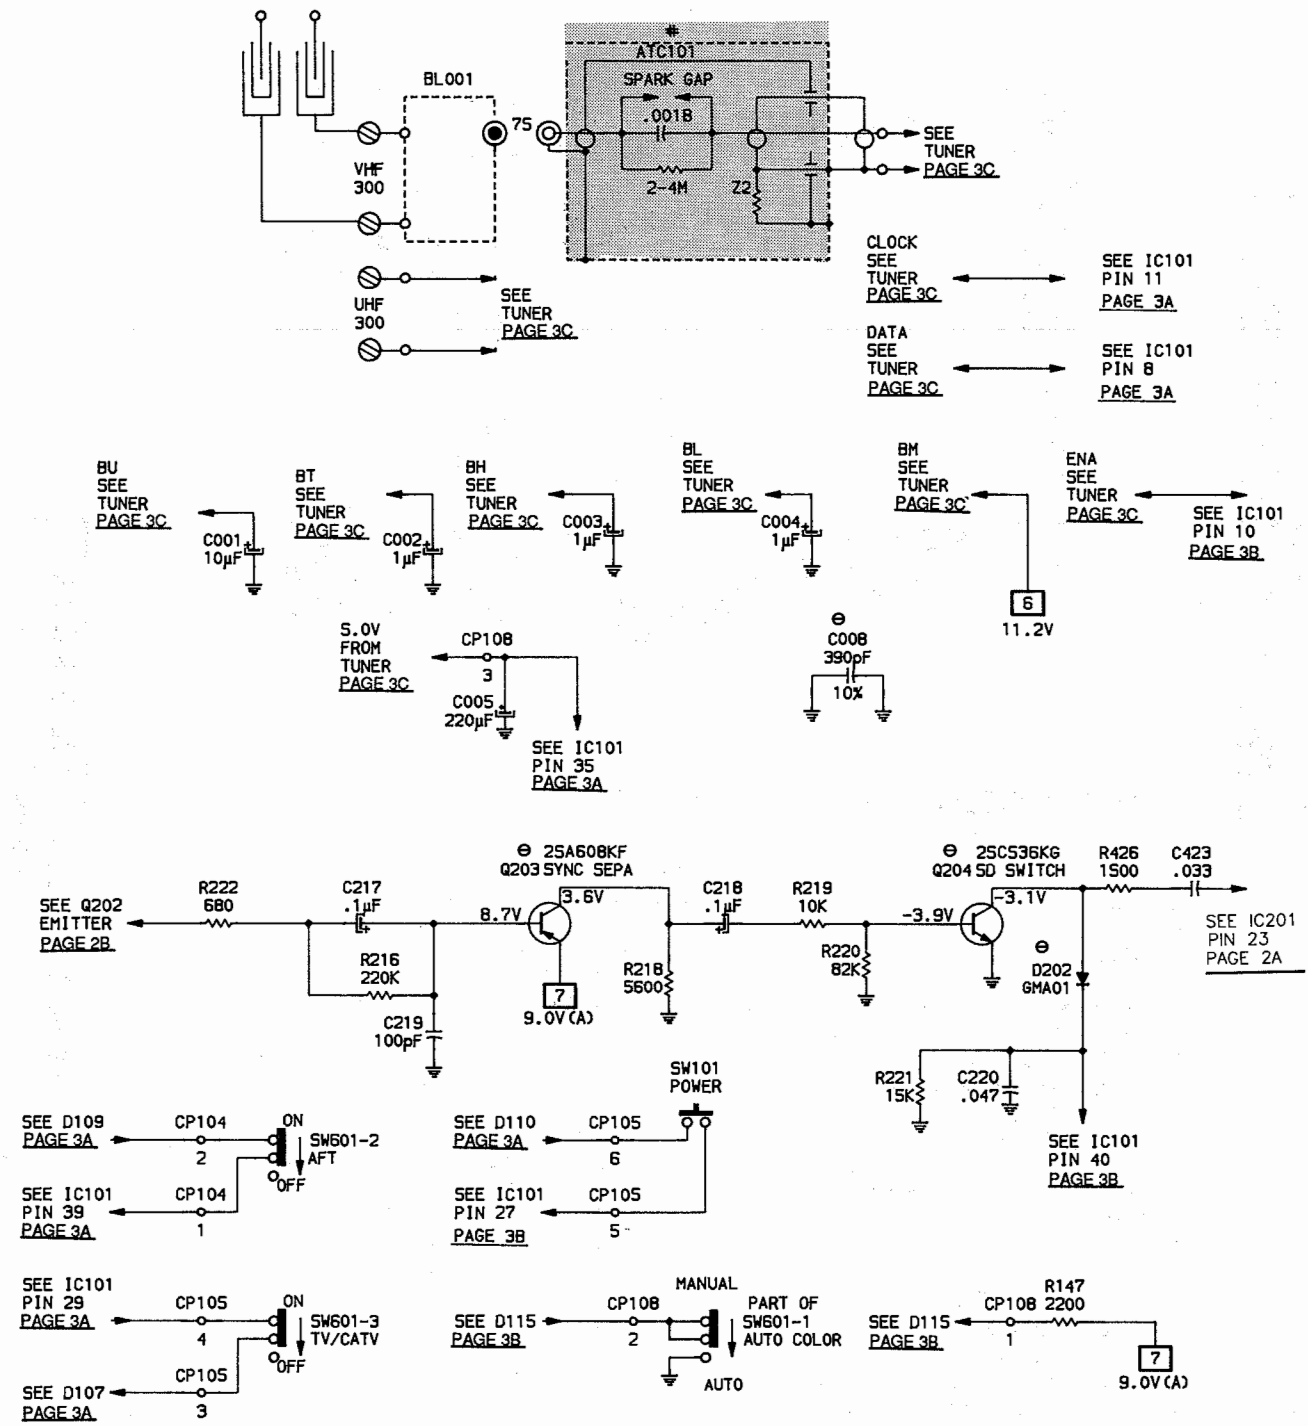 #
ATC101
SPARK GAP
.0018
2-4M
Z2
BL001
75
VHF
300
UHF
300
SEE
TUNER
PAGE 3C
SEE
TUNER
PAGE 3C
CLOCK
SEE
TUNER
PAGE 3C
SEE IC101
PIN 11
PAGE 3A
DATA
SEE
TUNER
PAGE 3C
SEE IC101
PIN 8
PAGE 3A
BU
SEE
TUNER
PAGE 3C
C001
10µF
+
BT
SEE
TUNER
PAGE 3C
C002
1µF
+
BH
SEE
TUNER
PAGE 3C
C003
1µF
+
BL
SEE
TUNER
PAGE 3C
C004
1µF
+
BM
SEE
TUNER
PAGE 3C
6
11.2V
ENA
SEE
TUNER
PAGE 3C
SEE IC101
PIN 10
PAGE 3B
5.0V
FROM
TUNER
PAGE 3C
CP108
3
C005
220µF
+
SEE IC101
PIN 35
PAGE 3A
C008
390pF
10%
SEE Q202
EMITTER
PAGE 2B
R222
680
C217
.1µF
+
R216
220K
C219
100pF
8.7V
2SA608KF
Q203 SYNC SEPA
3.6V
7
9.0V(A)
R218
5600
C218
.1µF
+
R219
10K
R220
82K
-3.9V
2SC536KG
Q204 SD SWITCH
-3.1V
R426
1500
C423
.033
SEE IC201
PIN 23
PAGE 2A
D202
GMA01
R221
15K
C220
.047
SEE IC101
PIN 40
PAGE 3B
SEE D109
PAGE 3A
CP104
2
ON
SW601-2
AFT
OFF
SEE IC101
PIN 39
PAGE 3A
CP104
1
SW101
POWER
SEE D110
PAGE 3A
CP105
6
SEE IC101
PIN 27
PAGE 3B
CP105
5
SEE IC101
PIN 29
PAGE 3A
CP105
4
ON
SW601-3
TV/CATV
OFF
SEE D107
PAGE 3A
CP105
3
SEE D115
PAGE 3B
CP108
2
MANUAL
PART OF
SW601-1
AUTO COLOR
AUTO
SEE D115
PAGE 3B
CP108
1
R147
2200
7
9.0V(A)